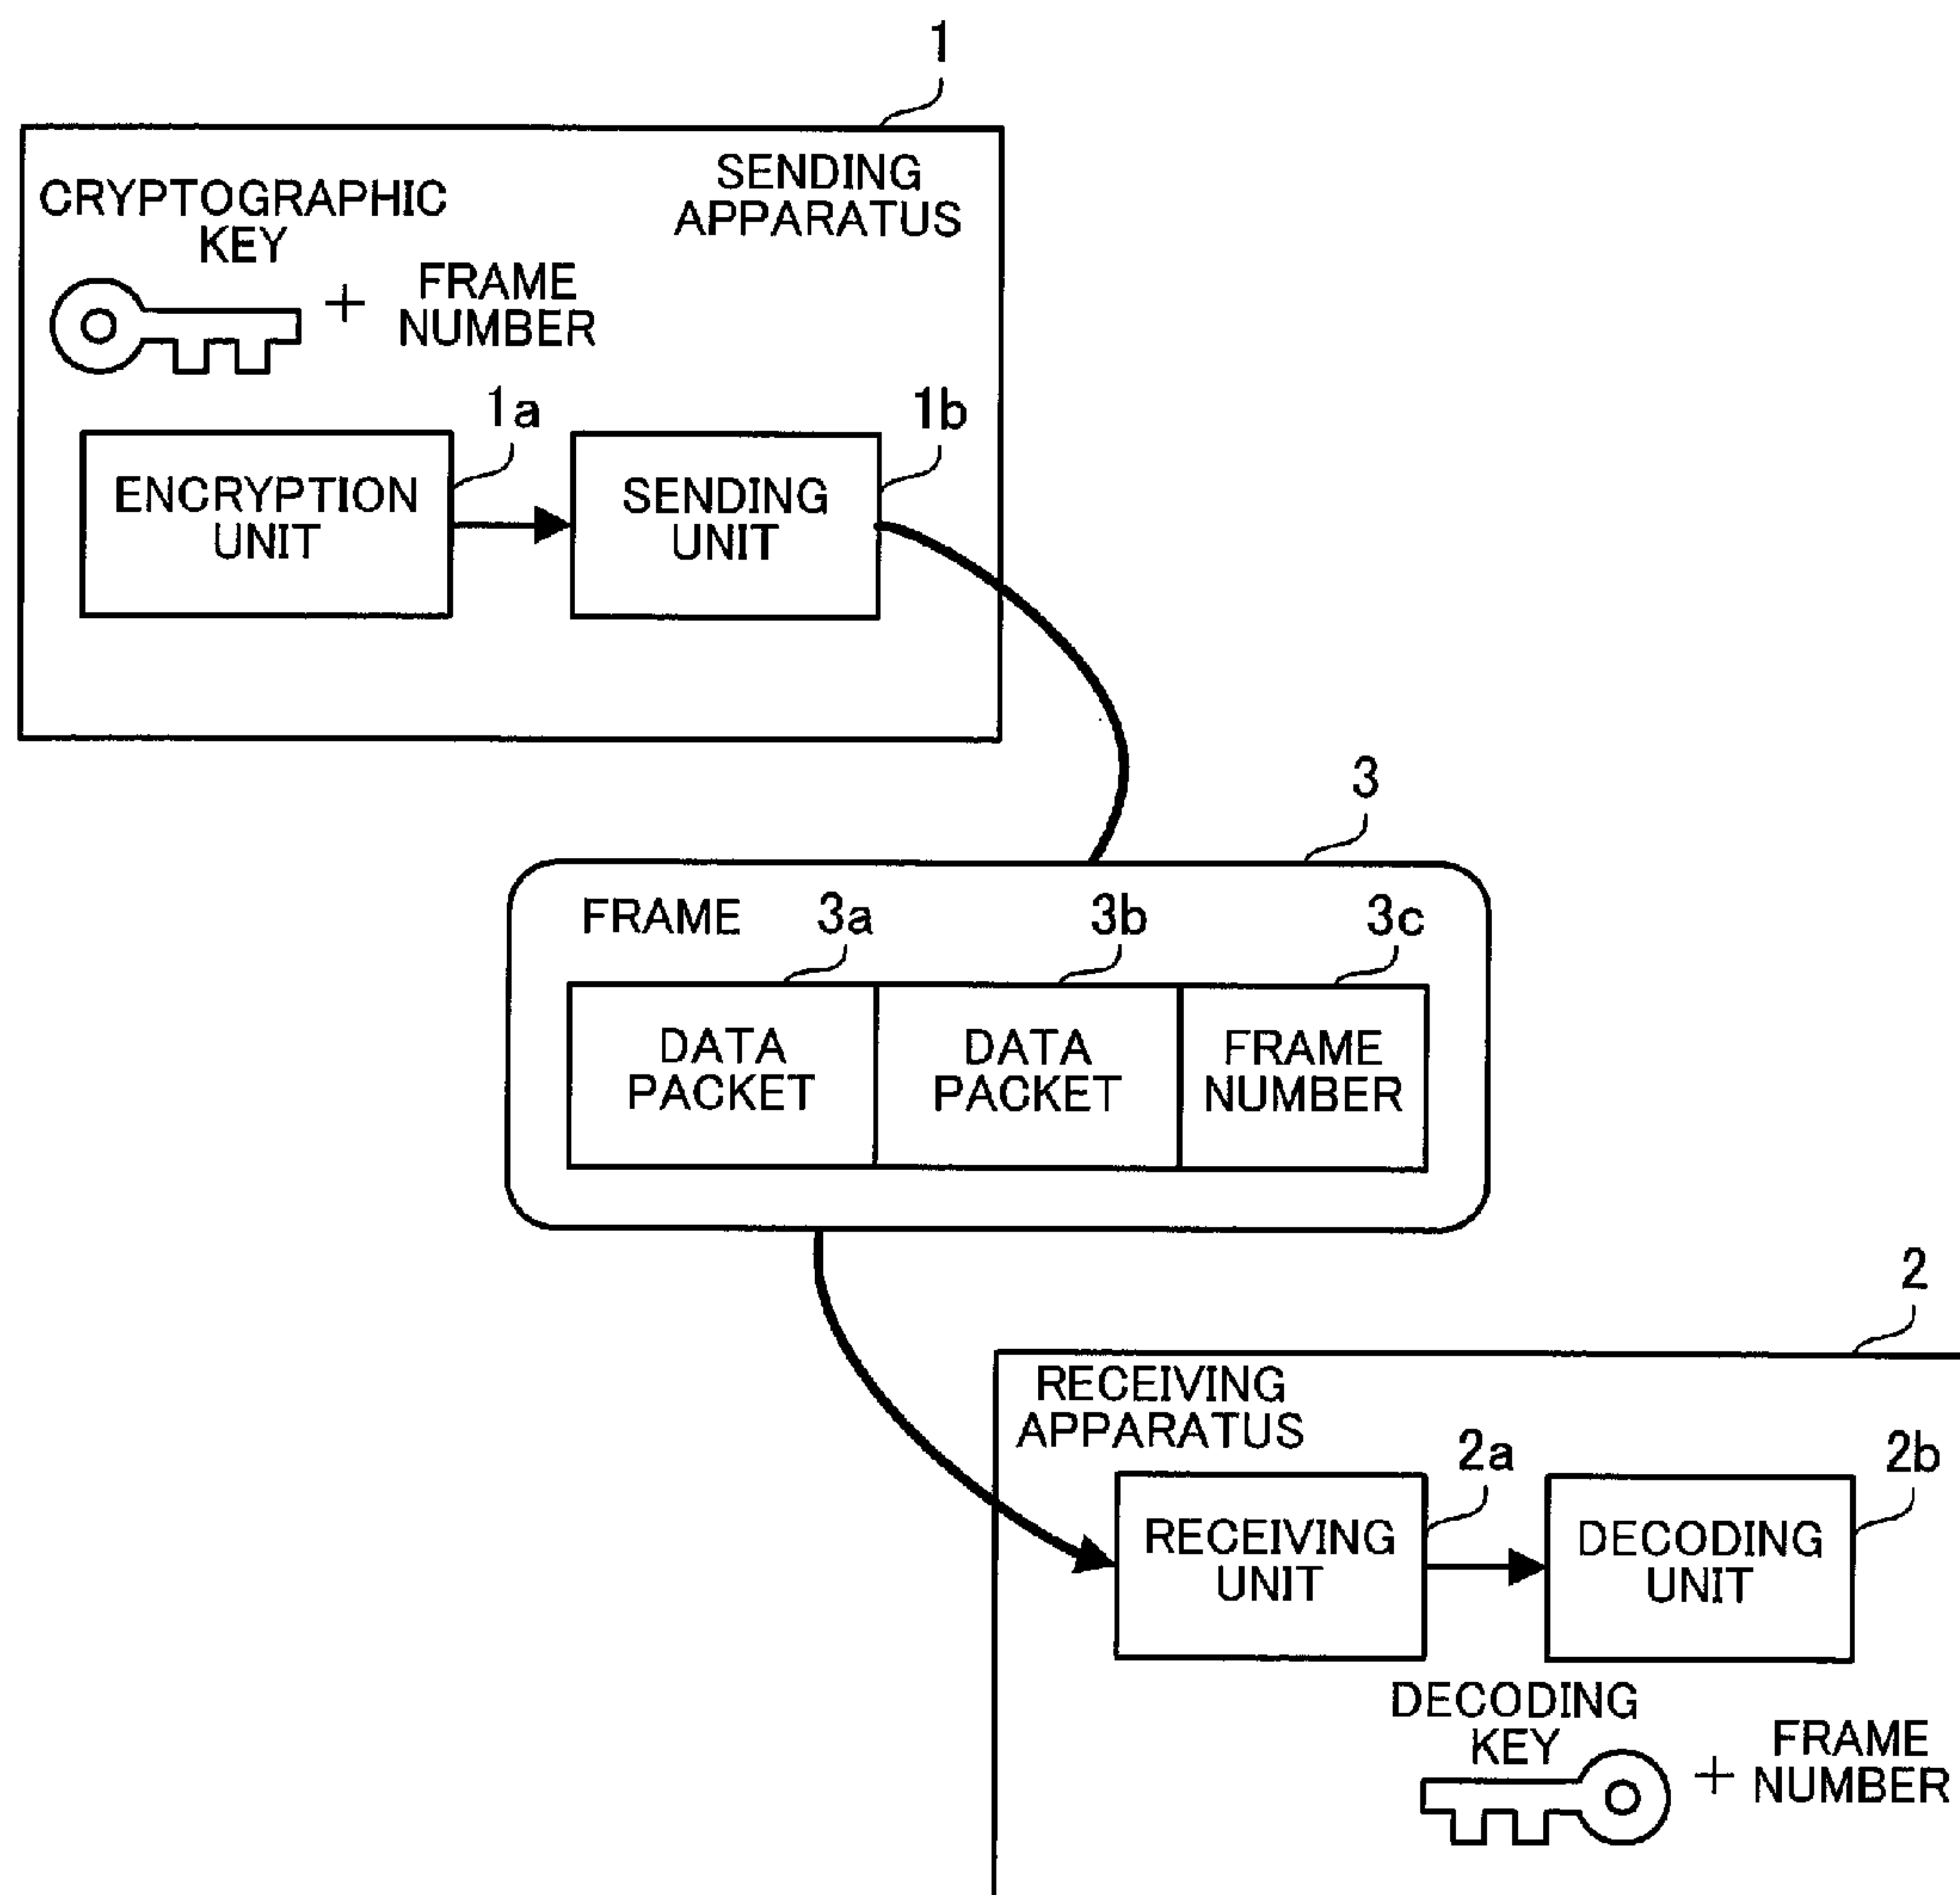 1
SENDING
APPARATUS
CRYPTOGRAPHIC
KEY
+
FRAME
NUMBER
1a
1b
ENCRYPTION
UNIT
SENDING
UNIT
3
FRAME
3a
3b
3c
DATA
PACKET
DATA
PACKET
FRAME
NUMBER
2
RECEIVING
APPARATUS
2a
2b
RECEIVING
UNIT
DECODING
UNIT
DECODING
KEY
+
FRAME
NUMBER